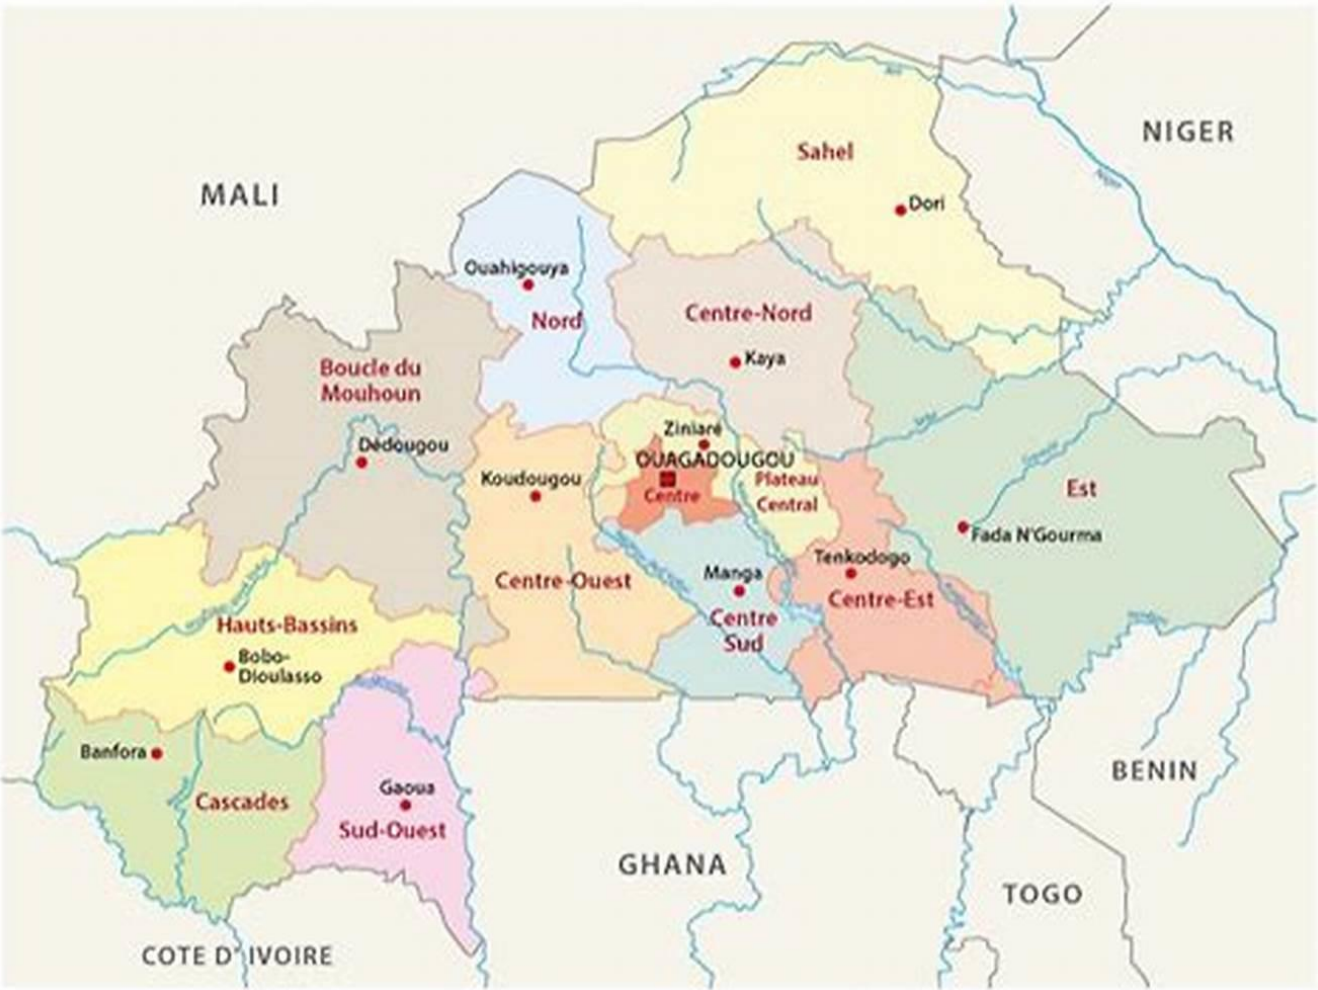 NIGER
Sahel
MALI
Dori
Ouahigouya
Nord
Centre-Nord
Kaya
Boucle du
Mouhoun
Ziniaré
Dédougou
OUAGADOUGOU
Koudougou
Plateau
Central
Centre
Est
Fada N'Gourma
Tenkodogo
Manga
Centre-Ouest
Centre-Est
Centre
Sud
Hauts-Bassins
Bobo-
Dioulasso
Banfora
BENIN
Gaoua
Cascades
Sud-Ouest
GHANA
TOGO
COTE D' IVOIRE
Niger